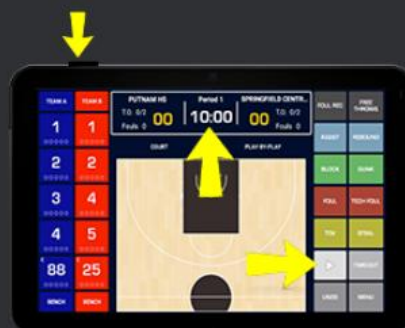 TEAM A TEAM B
PUTNAM HS Period 1 SPRINGFIELD CENTR...
T.O. 0/2 00 10:00 00 T.O. 0/2
Fouls 0 Fouls 0
COURT PLAY BY PLAY
1 1
2 2
3 4
4 5
C 88 C 25
BENCH BENCH
FOUL REC FREE THROWS
ASSIST REBOUND
BLOCK DUNK
FOUL TECH FOUL
TOV STEAL
TIMEOUT
UNDO MENU